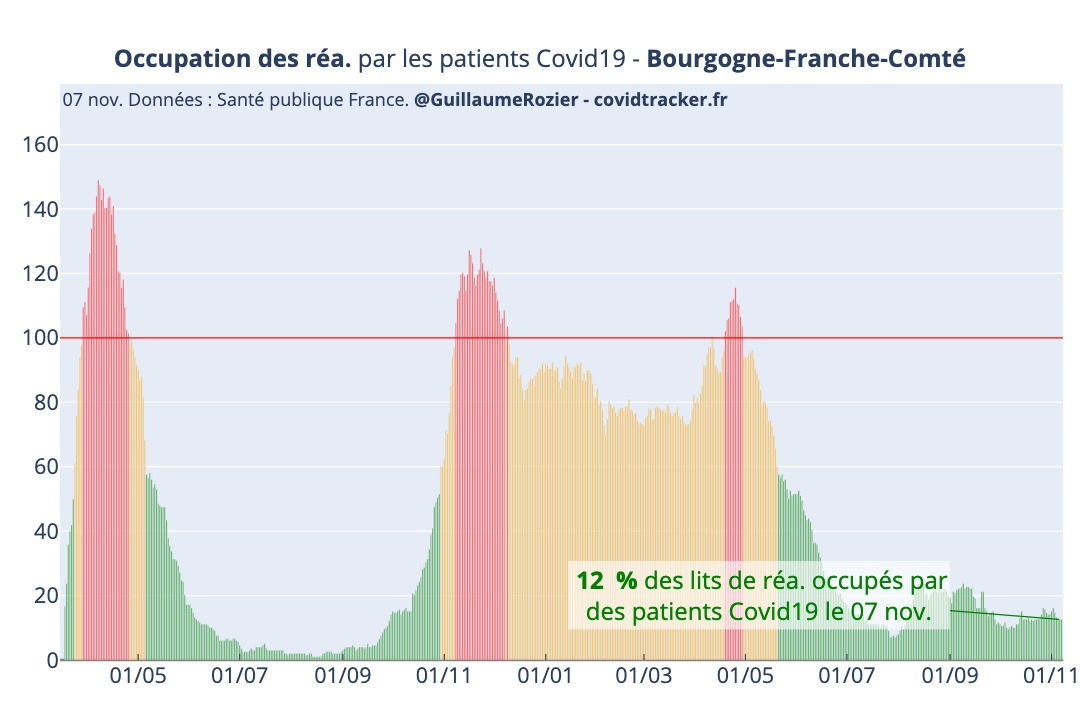 Occupation des réa. par les patients Covid19 - Bourgogne-Franche-Comté
07 nov. Données : Santé publique France. @GuillaumeRozier - covidtracker.fr
160
140
120
100
80
60
40
20
0
12 % des lits de réa. occupés par
des patients Covid19 le 07 nov.
01/05 01/07 01/09 01/11 01/01 01/03 01/05 01/07 01/09 01/11